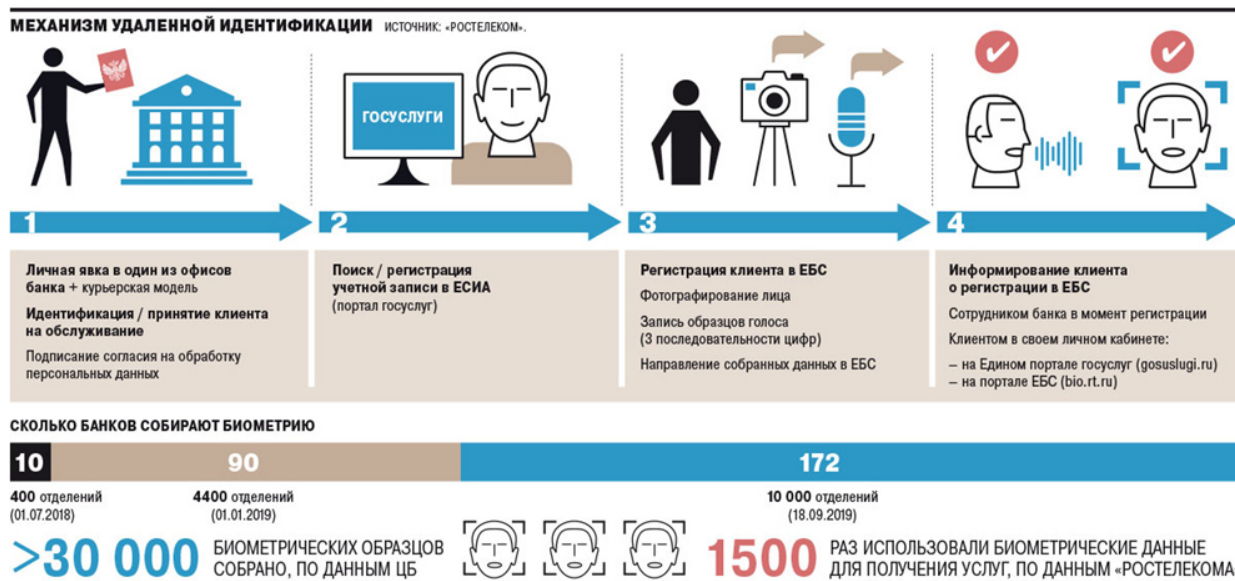 МЕХАНИЗМ УДАЛЕННОЙ ИДЕНТИФИКАЦИИ ИСТОЧНИК: «РОСТЕЛЕКОМ».
ГОСУСЛУГИ
1
Личная явка в один из офисов
банка + курьерская модель
Идентификация / принятие клиента
на обслуживание
Подписание согласия на обработку
персональных данных
2
Поиск / регистрация
учетной записи в ЕСИА
(портал госуслуг)
3
Регистрация клиента в ЕБС
Фотографирование лица
Запись образцов голоса
(3 последовательности цифр)
Направление собранных данных в ЕБС
4
Информирование клиента
о регистрации в ЕБС
Сотрудником банка в момент регистрации
Клиентом в своем личном кабинете:
– на Едином портале госуслуг (gosuslugi.ru)
– на портале ЕБС (bio.rt.ru)
СКОЛЬКО БАНКОВ СОБИРАЮТ БИОМЕТРИЮ
10
90
172
400 отделений
(01.07.2018)
4400 отделений
(01.01.2019)
10 000 отделений
(18.09.2019)
>30 000
БИОМЕТРИЧЕСКИХ ОБРАЗЦОВ
СОБРАНО, ПО ДАННЫМ ЦБ
1500
РАЗ ИСПОЛЬЗОВАЛИ БИОМЕТРИЧЕСКИЕ ДАННЫЕ
ДЛЯ ПОЛУЧЕНИЯ УСЛУГ, ПО ДАННЫМ «РОСТЕЛЕКОМА